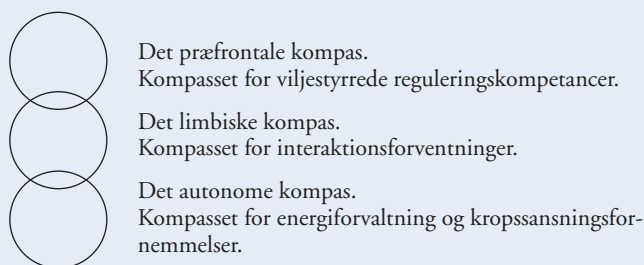 Det præfrontale kompas.
Kompasset for viljestyrrede reguleringskompetancer.
Det limbiske kompas.
Kompasset for interaktionsforventninger.
Det autonome kompas.
Kompasset for energiforvaltning og kropssansningsfor-
nemmelser.